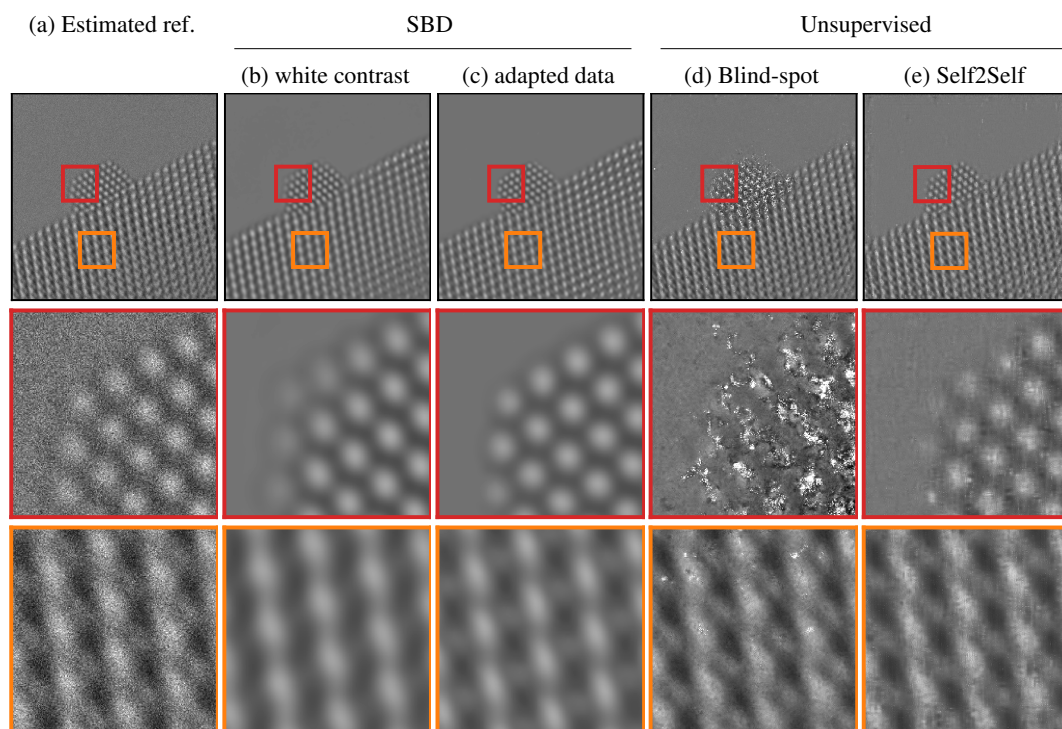 (a) Estimated ref.
SBD
Unsupervised
(b) white contrast
(c) adapted data
(d) Blind-spot
(e) Self2Self